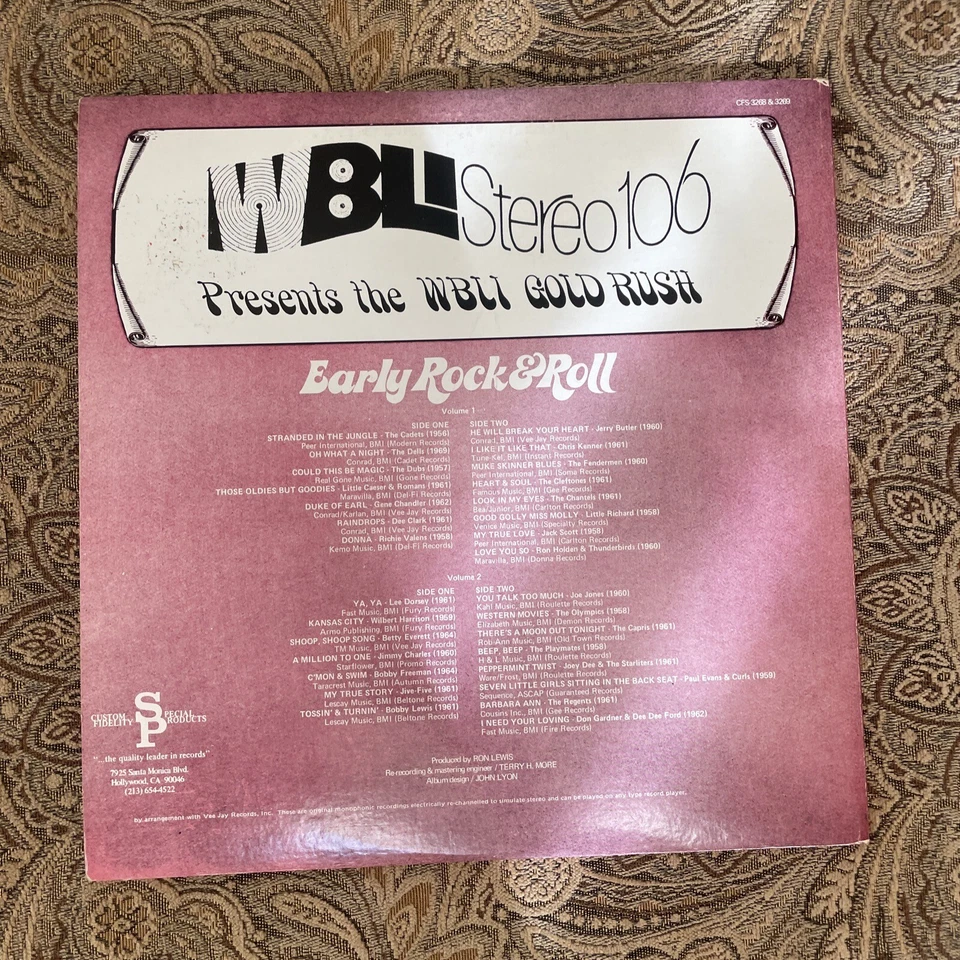 CFS-3268 & 3269
WBLI Stereo 106
Presents the WBLI GOLD RUSH
Early Rock & Roll
Volume 1
SIDE ONE
STRANDED IN THE JUNGLE - The Cadets (1956)
Peer International, BMI (Modern Records)
OH WHAT A NIGHT - The Dells (1969)
Conrad, BMI (Cadet Records)
COULD THIS BE MAGIC - The Dubs (1957)
Real Gone Music, BMI (Gone Records)
THOSE OLDIES BUT GOODIES - Little Caeser & Romans (1961)
Maravilla, BMI (Del-Fi Records)
DUKE OF EARL - Gene Chandler (1962)
Conrad/Karlan, BMI (Vee Jay Records)
RAINDROPS - Dee Clark (1961)
Conrad, BMI (Vee Jay Records)
DONNA - Richie Valens (1958)
Kemo Music, BMI (Del-Fi Records)
SIDE TWO
HE WILL BREAK YOUR HEART - Jerry Butler (1960)
Conrad, BMI (Vee Jay Records)
I LIKE IT LIKE THAT - Chris Kenner (1961)
Tune-Kel, BMI (Instant Records)
MUKE SKINNER BLUES - The Fendermen (1960)
Peer International, BMI (Soma Records)
HEART & SOUL - The Cleftones (1961)
Famous Music, BMI (Gee Records)
LOOK IN MY EYES - The Chantels (1961)
Bea/Junior, BMI (Carlton Records)
GOOD GOLLY MISS MOLLY - Little Richard (1958)
Venice Music, BMI (Specialty Records)
MY TRUE LOVE - Jack Scott (1958)
Peer International, BMI (Carlton Records)
LOVE YOU SO - Ron Holden & Thunderbirds (1960)
Maravilla, BMI (Donna Records)
Volume 2
SIDE ONE
YA, YA - Lee Dorsey (1961)
Fast Music, BMI (Fury Records)
KANSAS CITY - Wilbert Harrison (1959)
Armo Publishing, BMI (Fury Records)
SHOOP, SHOOP SONG - Betty Everett (1964)
TM Music, BMI (Vee Jay Records)
A MILLION TO ONE - Jimmy Charles (1960)
Starflower, BMI (Promo Records)
C'MON & SWIM - Bobby Freeman (1964)
Taracrest Music, BMI (Autumn Records)
MY TRUE STORY - Jive-Five (1961)
Lescay Music, BMI (Beltone Records)
TOSSIN' & TURNIN' - Bobby Lewis (1961)
Lescay Music, BMI (Beltone Records)
SIDE TWO
YOU TALK TOO MUCH - Joe Jones (1960)
Kahl Music, BMI (Roulette Records)
WESTERN MOVIES - The Olympics (1958)
Elizabeth Music, BMI (Demon Records)
THERE'S A MOON OUT TONIGHT - The Capris (1961)
Rob-Ann Music, BMI (Old Town Records)
BEEP, BEEP - The Playmates (1958)
H & L Music, BMI (Roulette Records)
PEPPERMINT TWIST - Joey Dee & The Starliters (1961)
Ware/Frost, BMI (Roulette Records)
SEVEN LITTLE GIRLS SITTING IN THE BACK SEAT - Paul Evans & Curls (1959)
Sequence, ASCAP (Guaranteed Records)
BARBARA ANN - The Regents (1961)
Cousins Inc., BMI (Gee Records)
I NEED YOUR LOVING - Don Gardner & Dee Dee Ford (1962)
Fast Music, BMI (Fire Records)
CUSTOM FIDELITY SPECIAL PRODUCTS
"...the quality leader in records"
7925 Santa Monica Blvd.
Hollywood, CA 90046
(213) 654-4522
Produced by RON LEWIS
Re-recording & mastering engineer / TERRY H. MORE
Album design / JOHN LYON
by arrangement with Vee Jay Records, Inc. These are original monophonic recordings electrically re-channelled to simulate stereo and can be played on any type record player.